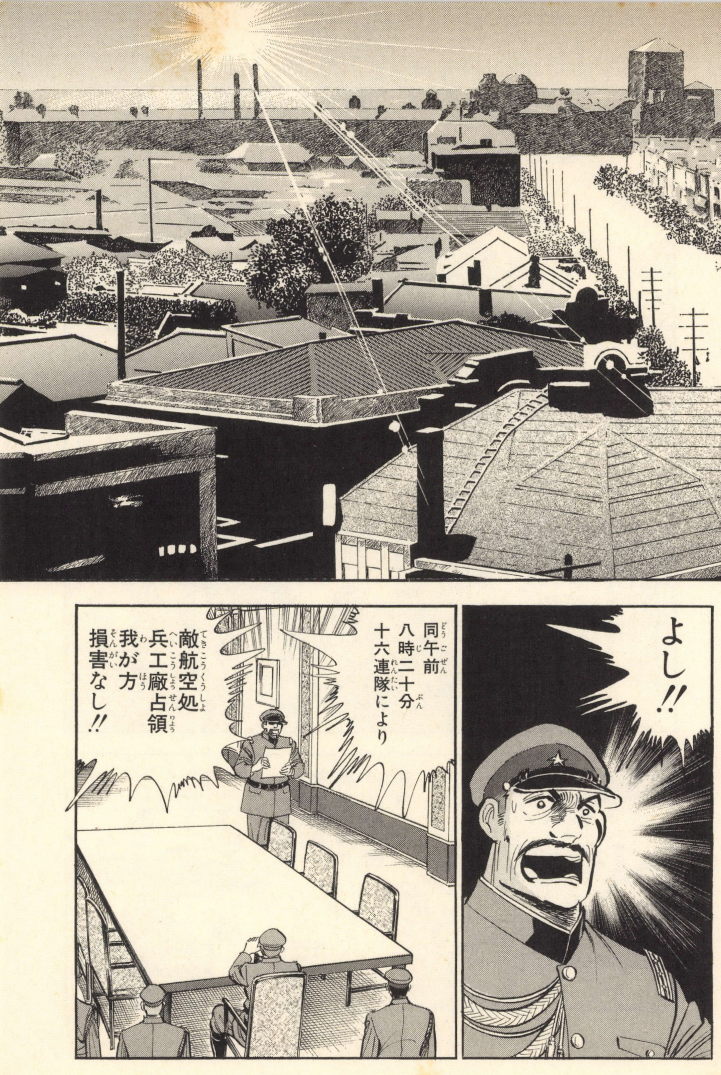 よし!!
同午前
八時二十分
十六連隊により
敵航空処
兵工廠占領
我が方
損害なし!!